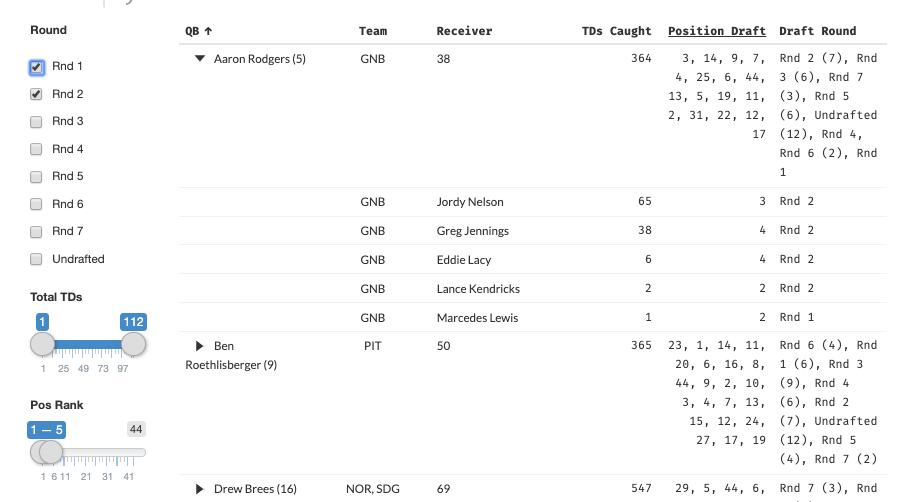 Round
Rnd 1
Rnd 2
Rnd 3
Rnd 4
Rnd 5
Rnd 6
Rnd 7
Undrafted
Total TDs
1 112
1 25 49 73 97
Pos Rank
1 — 5 44
1 6 11 21 31 41
QB ↑ Team Receiver TDs Caught Position Draft Draft Round
▼ Aaron Rodgers (5) GNB 38 364 3, 14, 9, 7, Rnd 2 (7), Rnd
4, 25, 6, 44, 3 (6), Rnd 7
13, 5, 19, 11, (3), Rnd 5
2, 31, 22, 12, (6), Undrafted
17 (12), Rnd 4,
Rnd 6 (2), Rnd
1
GNB Jordy Nelson 65 3 Rnd 2
GNB Greg Jennings 38 4 Rnd 2
GNB Eddie Lacy 6 4 Rnd 2
GNB Lance Kendricks 2 2 Rnd 2
GNB Marcedes Lewis 1 2 Rnd 1
▶ Ben PIT 50 365 23, 1, 14, 11, Rnd 6 (4), Rnd
Roethlisberger (9) 20, 6, 16, 8, 1 (6), Rnd 3
44, 9, 2, 10, (9), Rnd 4
3, 4, 7, 13, (6), Rnd 2
15, 12, 24, (7), Undrafted
27, 17, 19 (12), Rnd 5
(4), Rnd 7 (2)
▶ Drew Brees (16) NOR, SDG 69 547 29, 5, 44, 6, Rnd 7 (3), Rnd